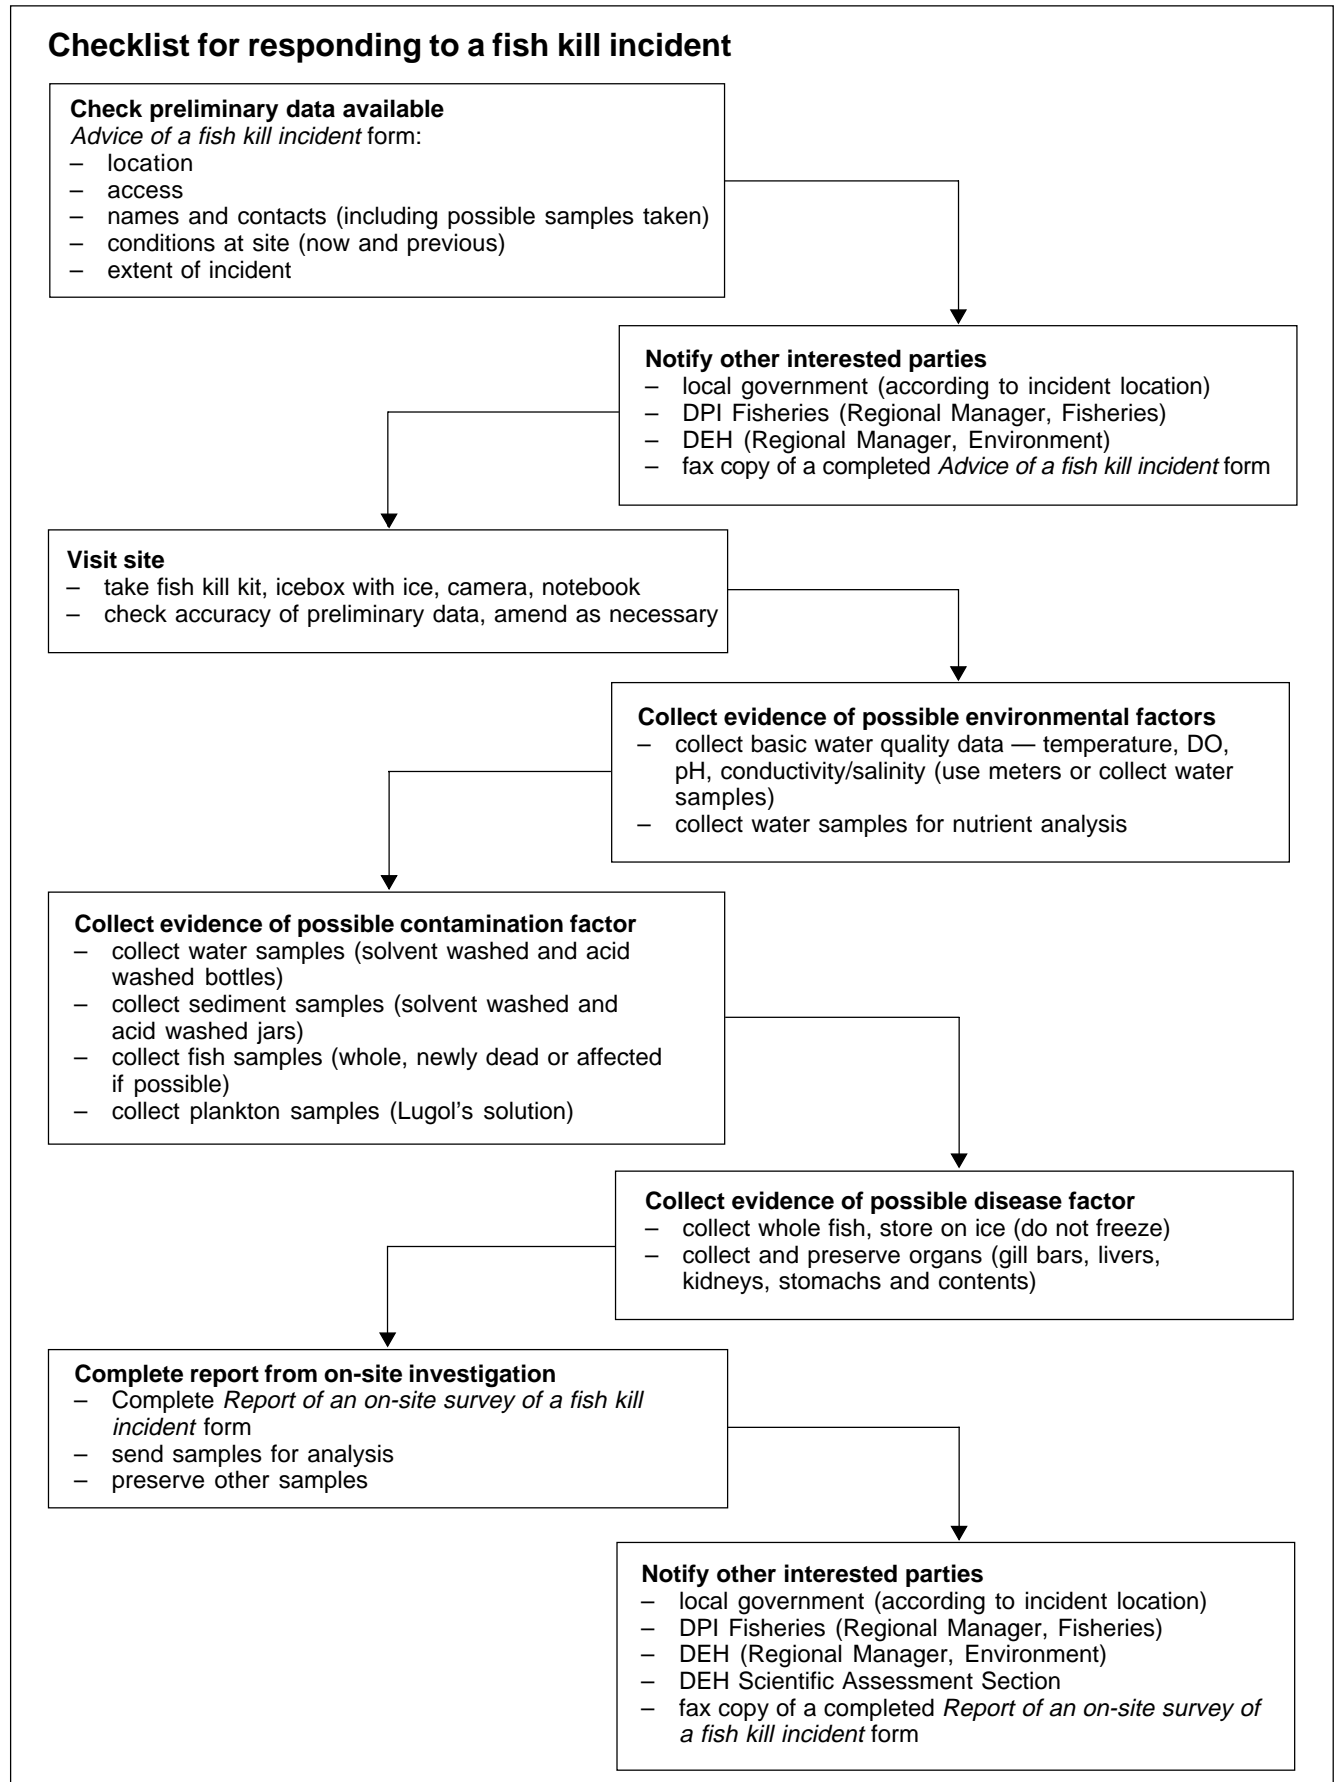 Checklist for responding to a fish kill incident
Check preliminary data available
Advice of a fish kill incident form:
– location
– access
– names and contacts (including possible samples taken)
– conditions at site (now and previous)
– extent of incident
Notify other interested parties
– local government (according to incident location)
– DPI Fisheries (Regional Manager, Fisheries)
– DEH (Regional Manager, Environment)
– fax copy of a completed Advice of a fish kill incident form
Visit site
– take fish kill kit, icebox with ice, camera, notebook
– check accuracy of preliminary data, amend as necessary
Collect evidence of possible environmental factors
– collect basic water quality data — temperature, DO,
pH, conductivity/salinity (use meters or collect water
samples)
– collect water samples for nutrient analysis
Collect evidence of possible contamination factor
– collect water samples (solvent washed and acid
washed bottles)
– collect sediment samples (solvent washed and
acid washed jars)
– collect fish samples (whole, newly dead or affected
if possible)
– collect plankton samples (Lugol's solution)
Collect evidence of possible disease factor
– collect whole fish, store on ice (do not freeze)
– collect and preserve organs (gill bars, livers,
kidneys, stomachs and contents)
Complete report from on-site investigation
– Complete Report of an on-site survey of a fish kill
incident form
– send samples for analysis
– preserve other samples
Notify other interested parties
– local government (according to incident location)
– DPI Fisheries (Regional Manager, Fisheries)
– DEH (Regional Manager, Environment)
– DEH Scientific Assessment Section
– fax copy of a completed Report of an on-site survey of
a fish kill incident form